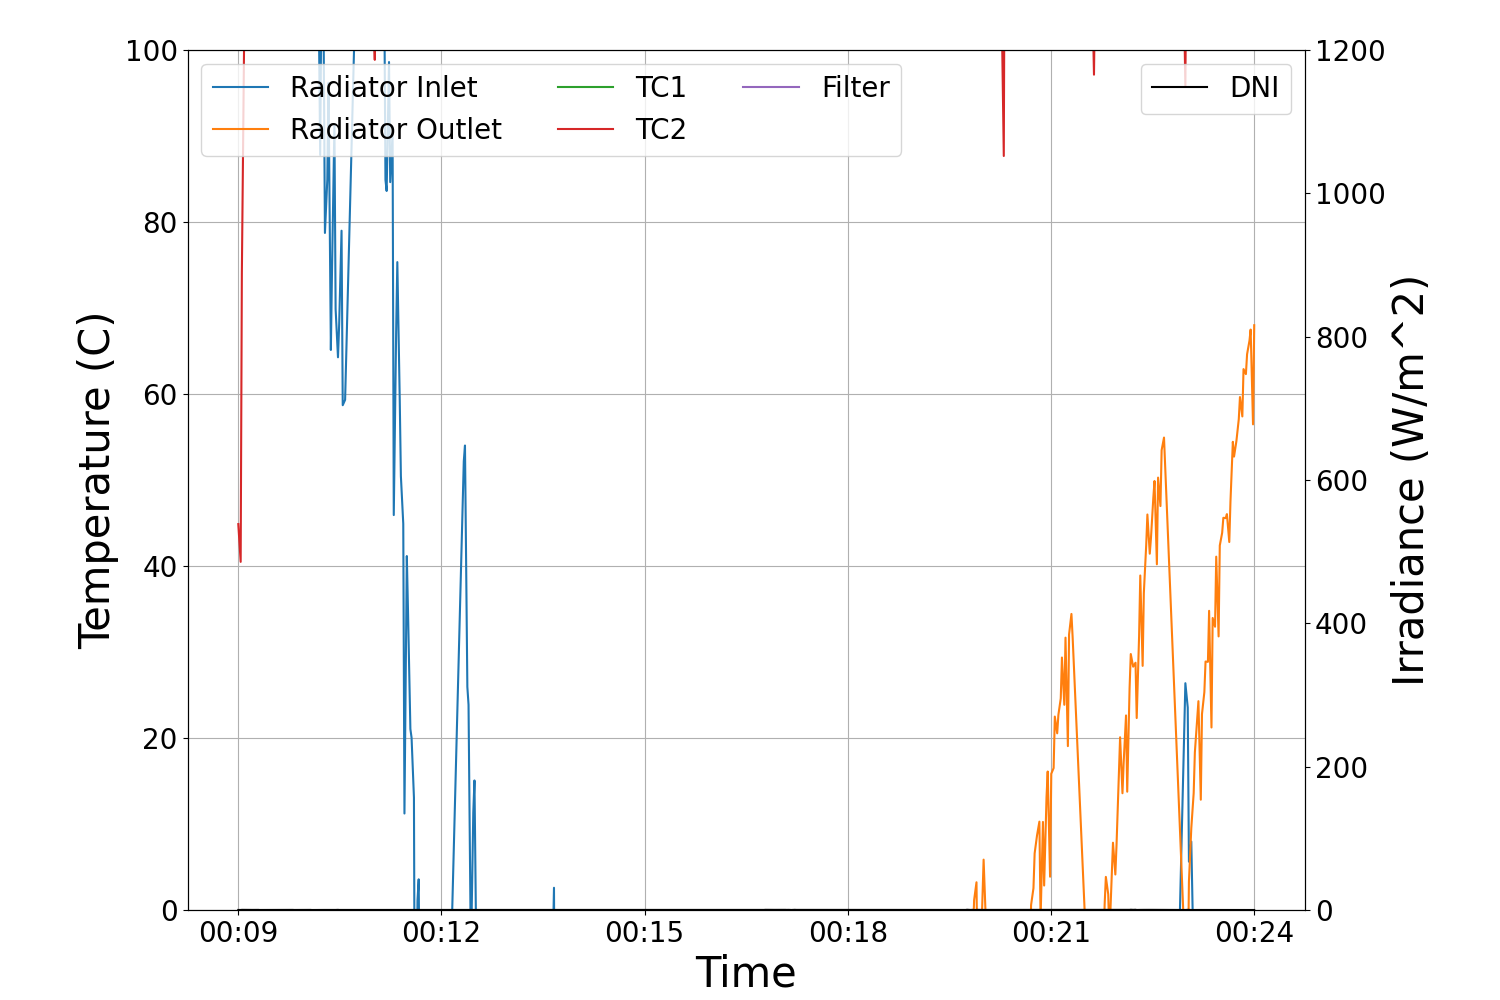 100
80
60
40
20
0
Temperature (C)
Radiator Inlet
Radiator Outlet
TC1
TC2
Filter
DNI
1200
1000
800
600
400
200
0
Irradiance (W/m^2)
00:09 00:12 00:15 00:18 00:21 00:24
Time